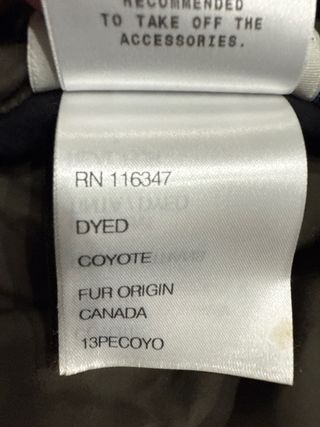 RECOMMENDED
TO TAKE OFF THE
ACCESSORIES.
RN 116347
DYED
COYOTE
FUR ORIGIN
CANADA
13PECOYO